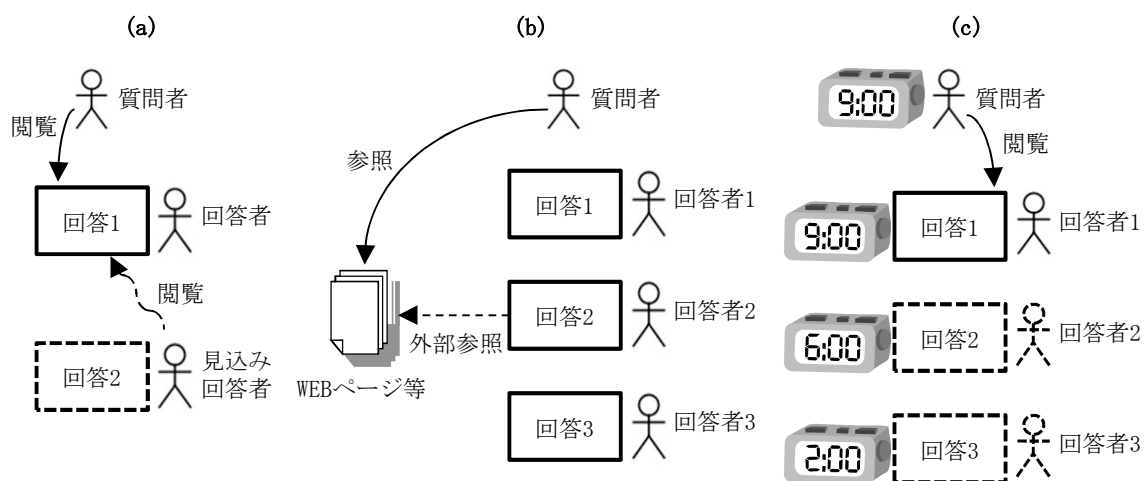 (a)
質問者
閲覧
回答1
回答者
閲覧
回答2
見込み
回答者
(b)
質問者
参照
回答1
回答者1
回答2
回答者2
外部参照
WEBページ等
回答3
回答者3
(c)
9:00
質問者
閲覧
9:00
回答1
回答者1
6:00
回答2
回答者2
2:00
回答3
回答者3